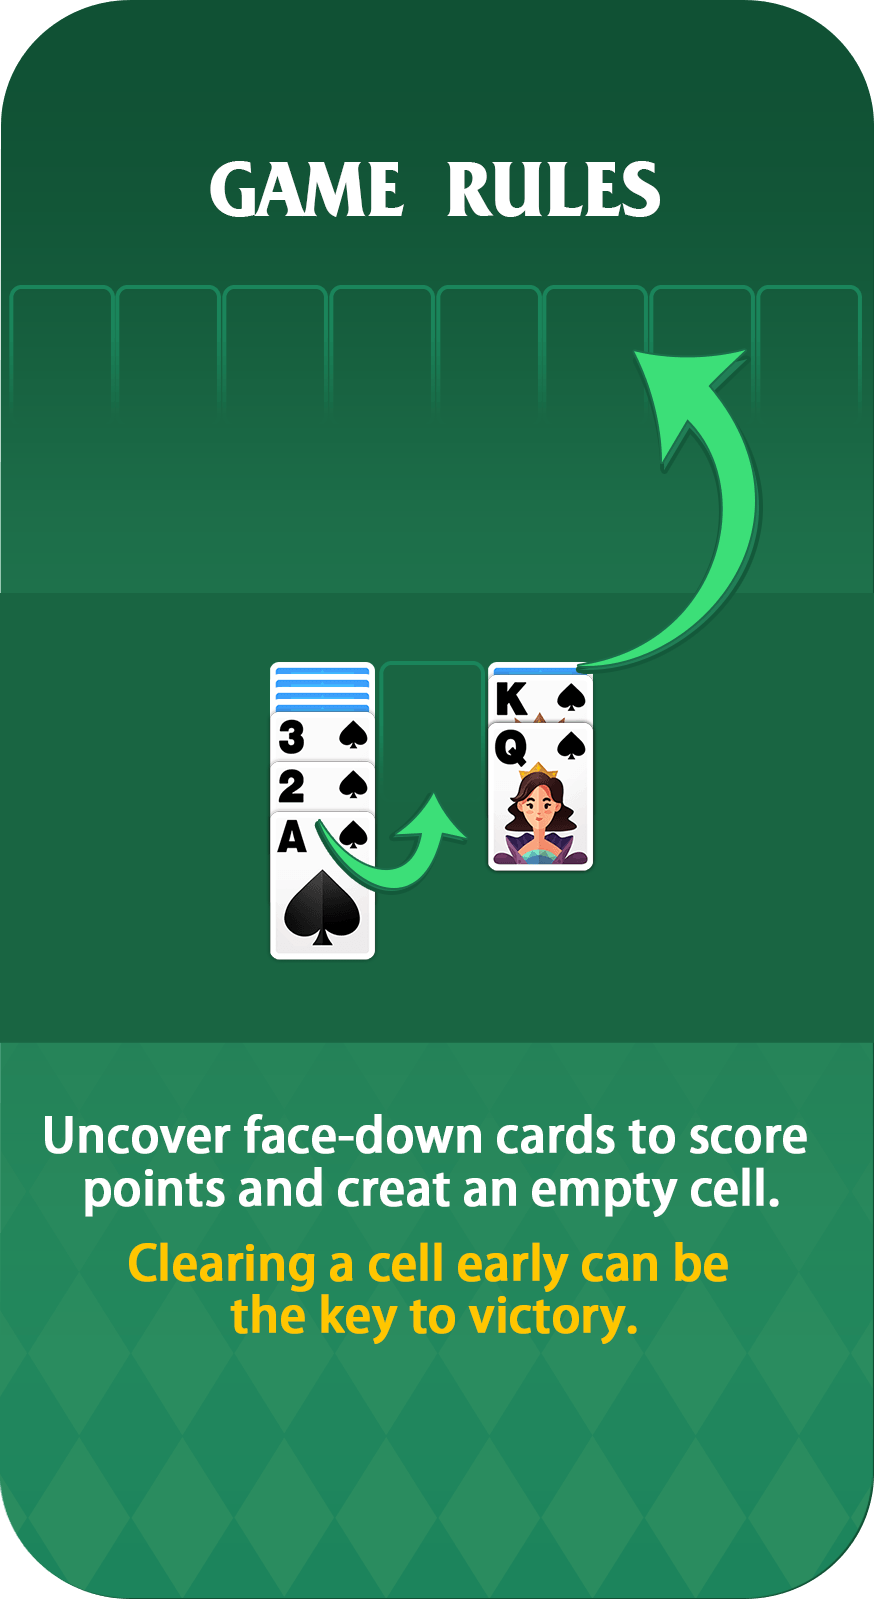 GAME RULES
3
2
A
K
Q
Uncover face-down cards to score
points and creat an empty cell.
Clearing a cell early can be
the key to victory.